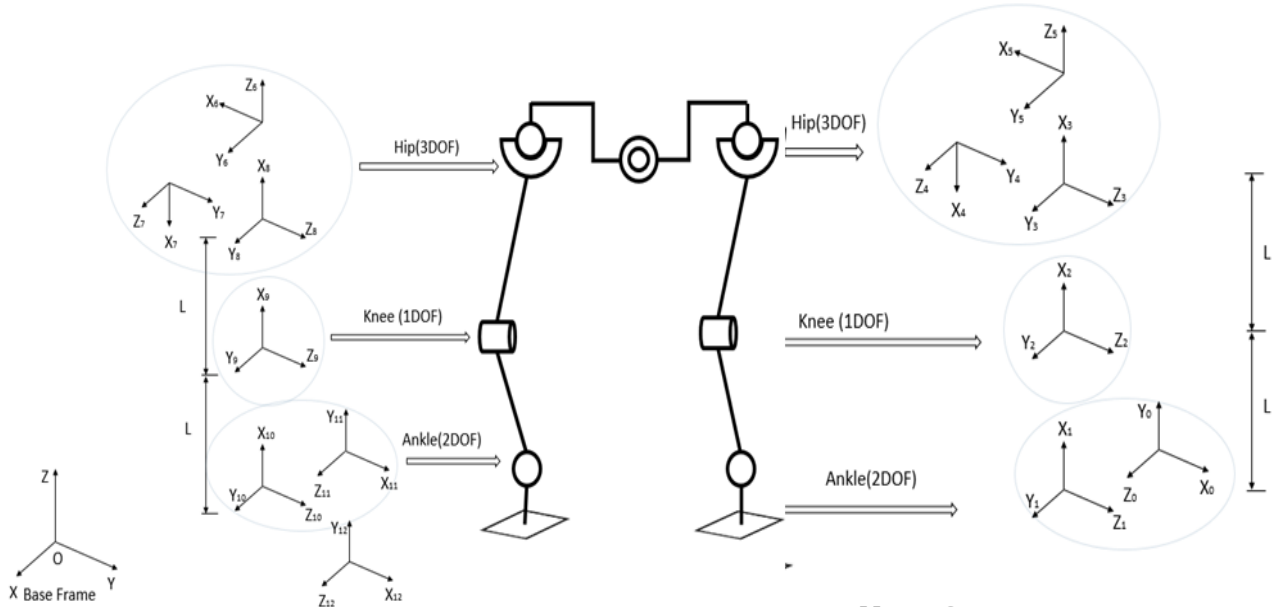 Z₅
X₅
Y₅
X₃
Z₄
X₄
Y₄
Y₃
Z₃
Hip(3DOF)
Z₆
X₆
Y₆
X₈
Z₇
X₇
Y₇
Y₈
Z₈
Hip(3DOF)
L
L
X₉
Y₉
Z₉
Knee (1DOF)
Knee (1DOF)
X₂
Y₂
Z₂
L
L
Y₁₁
X₁₀
Z₁₁
X₁₁
Y₁₀
Z₁₀
Ankle(2DOF)
Ankle(2DOF)
Y₀
X₁
Z₀
X₀
Y₁
Z₁
Y₁₂
Z₁₂
X₁₂
Z
O
X
Y
Base Frame